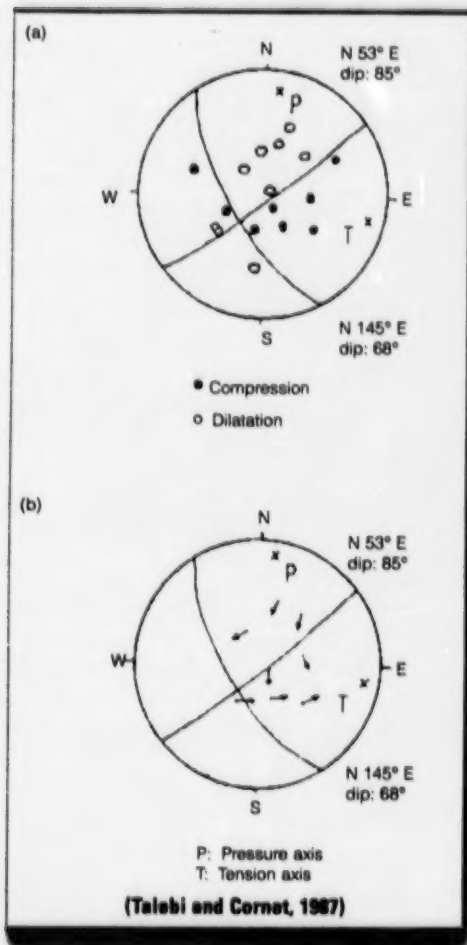 (a)
N
N 53° E
dip: 85°
P
W
E
B
T
S
N 145° E
dip: 68°
Compression
Dilatation
(b)
N
N 53° E
dip: 85°
P
W
E
T
S
N 145° E
dip: 68°
P: Pressure axis
T: Tension axis
(Talebi and Cornet, 1987)